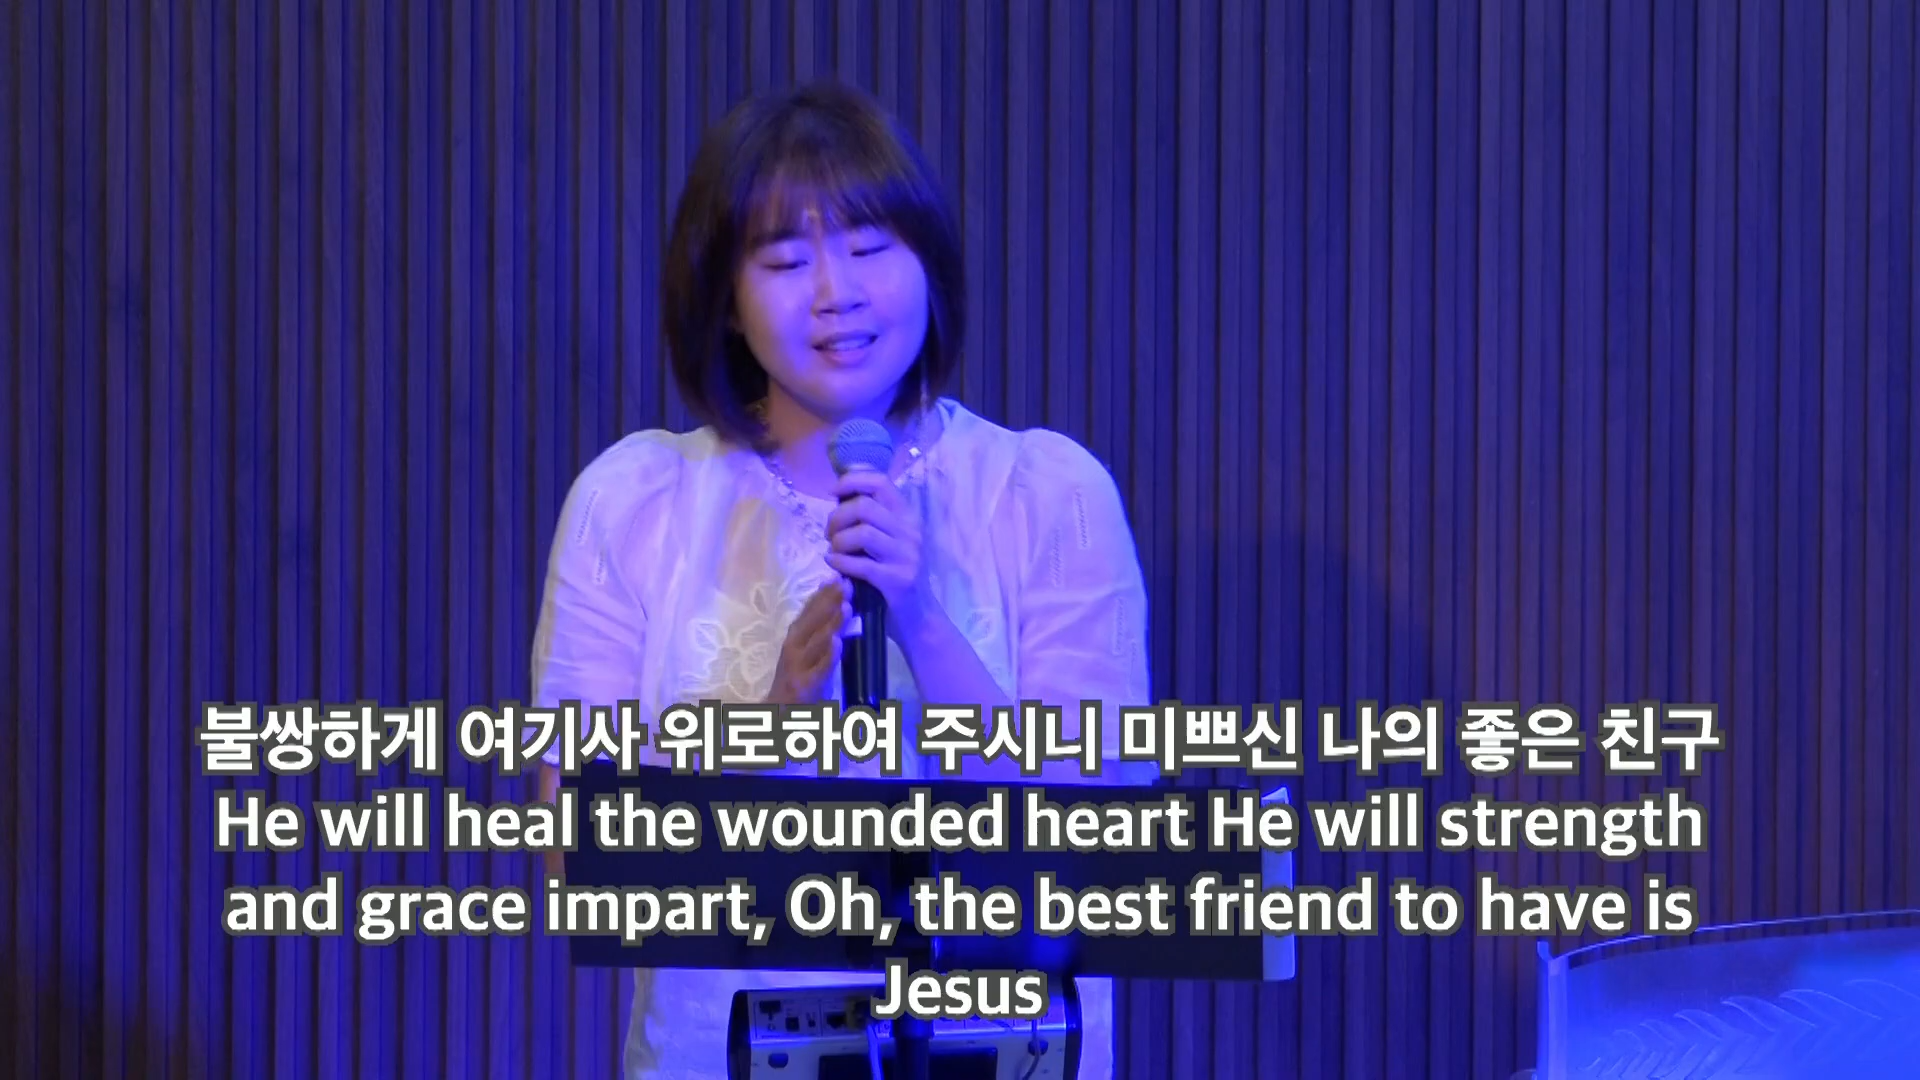 불쌍하게 여기사 위로하여 주시니 미쁘신 나의 좋은 친구
He will heal the wounded heart He will strength
and grace impart, Oh, the best friend to have is
Jesus